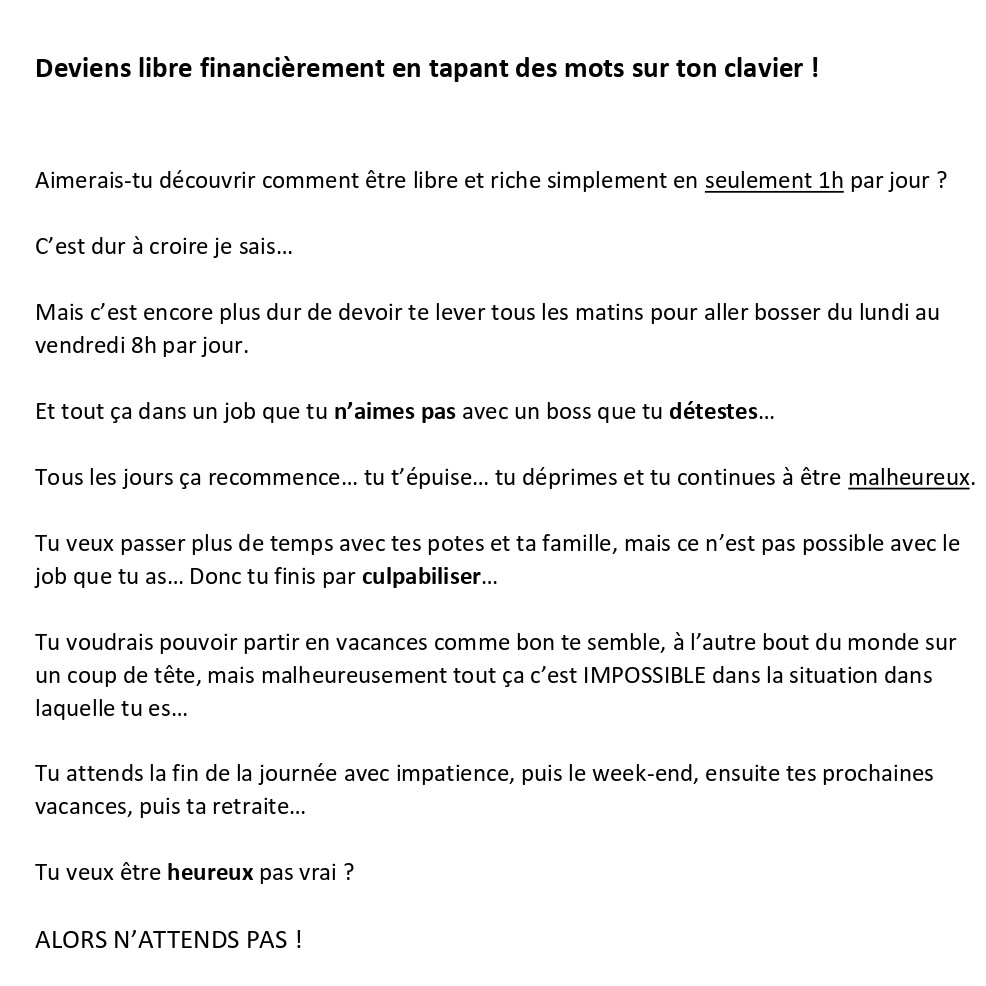 Deviens libre financièrement en tapant des mots sur ton clavier !
Aimerais-tu découvrir comment être libre et riche simplement en seulement 1h par jour ?
C’est dur à croire je sais…
Mais c’est encore plus dur de devoir te lever tous les matins pour aller bosser du lundi au
vendredi 8h par jour.
Et tout ça dans un job que tu n’aimes pas avec un boss que tu détestes…
Tous les jours ça recommence… tu t’épuise… tu déprimes et tu continues à être malheureux.
Tu veux passer plus de temps avec tes potes et ta famille, mais ce n’est pas possible avec le
job que tu as… Donc tu finis par culpabiliser…
Tu voudrais pouvoir partir en vacances comme bon te semble, à l’autre bout du monde sur
un coup de tête, mais malheureusement tout ça c’est IMPOSSIBLE dans la situation dans
laquelle tu es…
Tu attends la fin de la journée avec impatience, puis le week-end, ensuite tes prochaines
vacances, puis ta retraite…
Tu veux être heureux pas vrai ?
ALORS N’ATTENDS PAS !